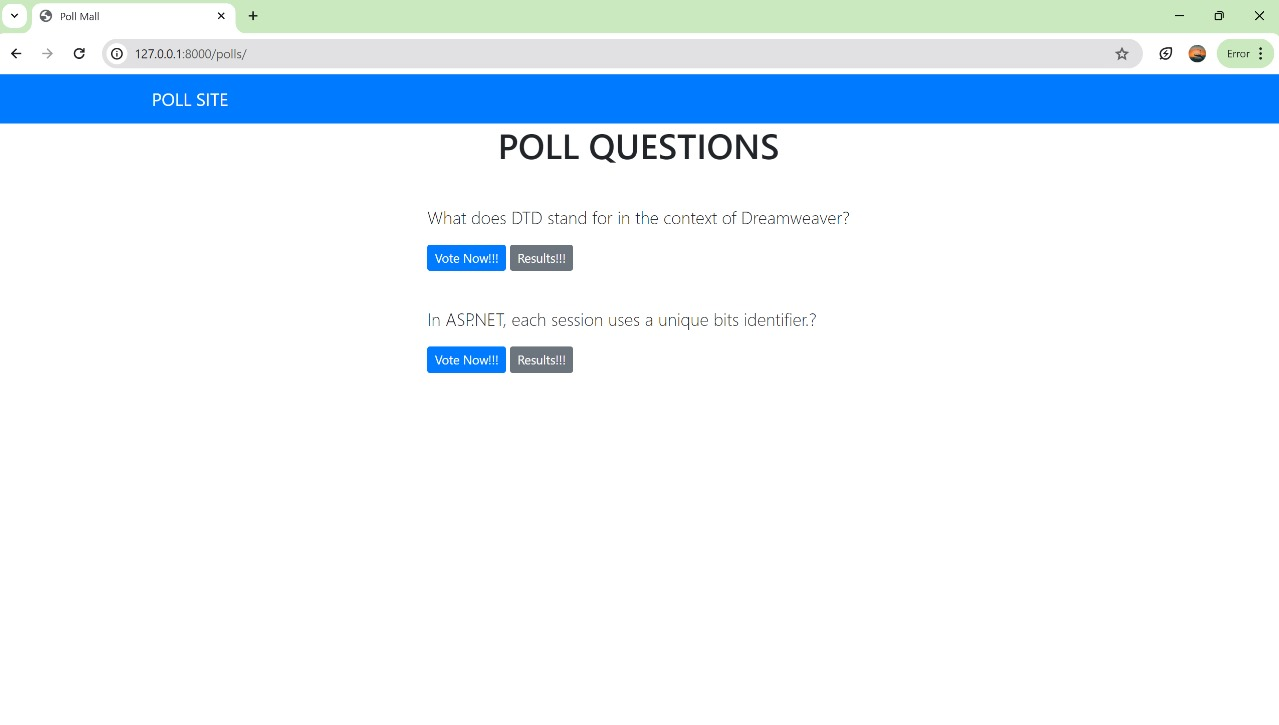 Poll Mall
127.0.0.1:8000/polls/
Error
POLL SITE
POLL QUESTIONS
What does DTD stand for in the context of Dreamweaver?
Vote Now!!! Results!!!
In ASP.NET, each session uses a unique bits identifier.?
Vote Now!!! Results!!!